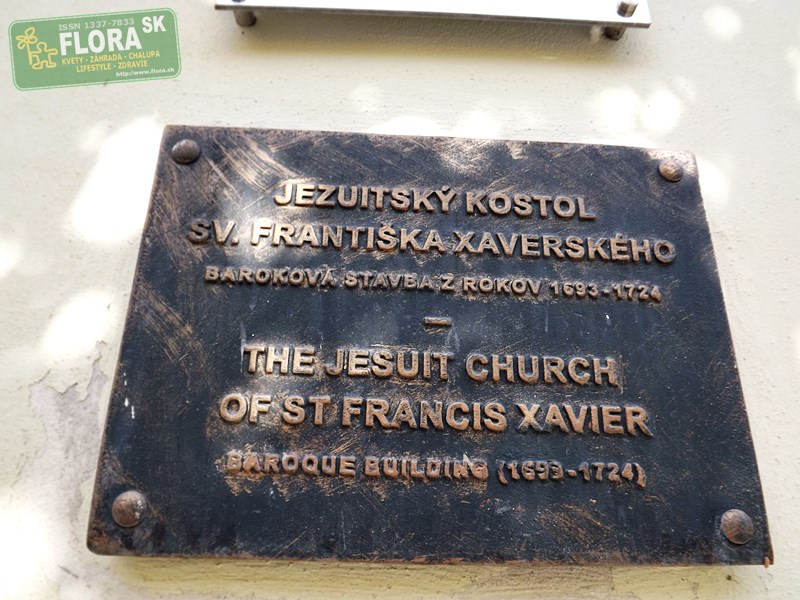 ISSN 1337-7833
FLORA SK
KVETY - ZÁHRADA - CHALUPA
LIFESTYLE - ZDRAVIE
http://www.flora.sk
JEZUITSKÝ KOSTOL
SV. FRANTIŠKA XAVERSKÉHO
BAROKOVÁ STAVBA Z ROKOV 1693-1724
–
THE JESUIT CHURCH
OF ST FRANCIS XAVIER
BAROQUE BUILDING (1693-1724)